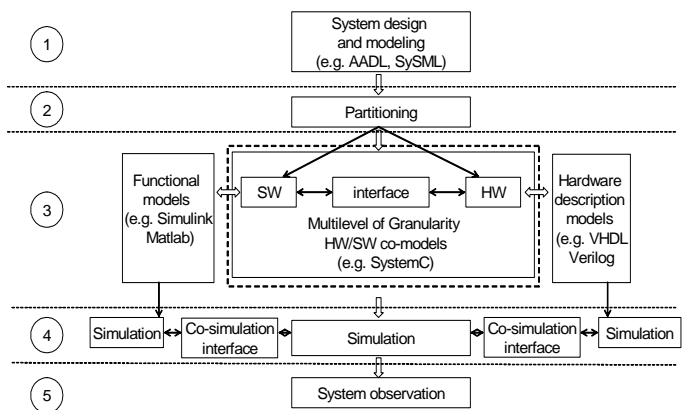 1
System design
and modeling
(e.g. AADL, SySML)
2
Partitioning
3
Functional
models
(e.g. Simulink
Matlab)
SW
interface
HW
Multilevel of Granularity
HW/SW co-models
(e.g. SystemC)
Hardware
description
models
(e.g. VHDL
Verilog
4
Simulation
Co-simulation
interface
Simulation
Co-simulation
interface
Simulation
5
System observation